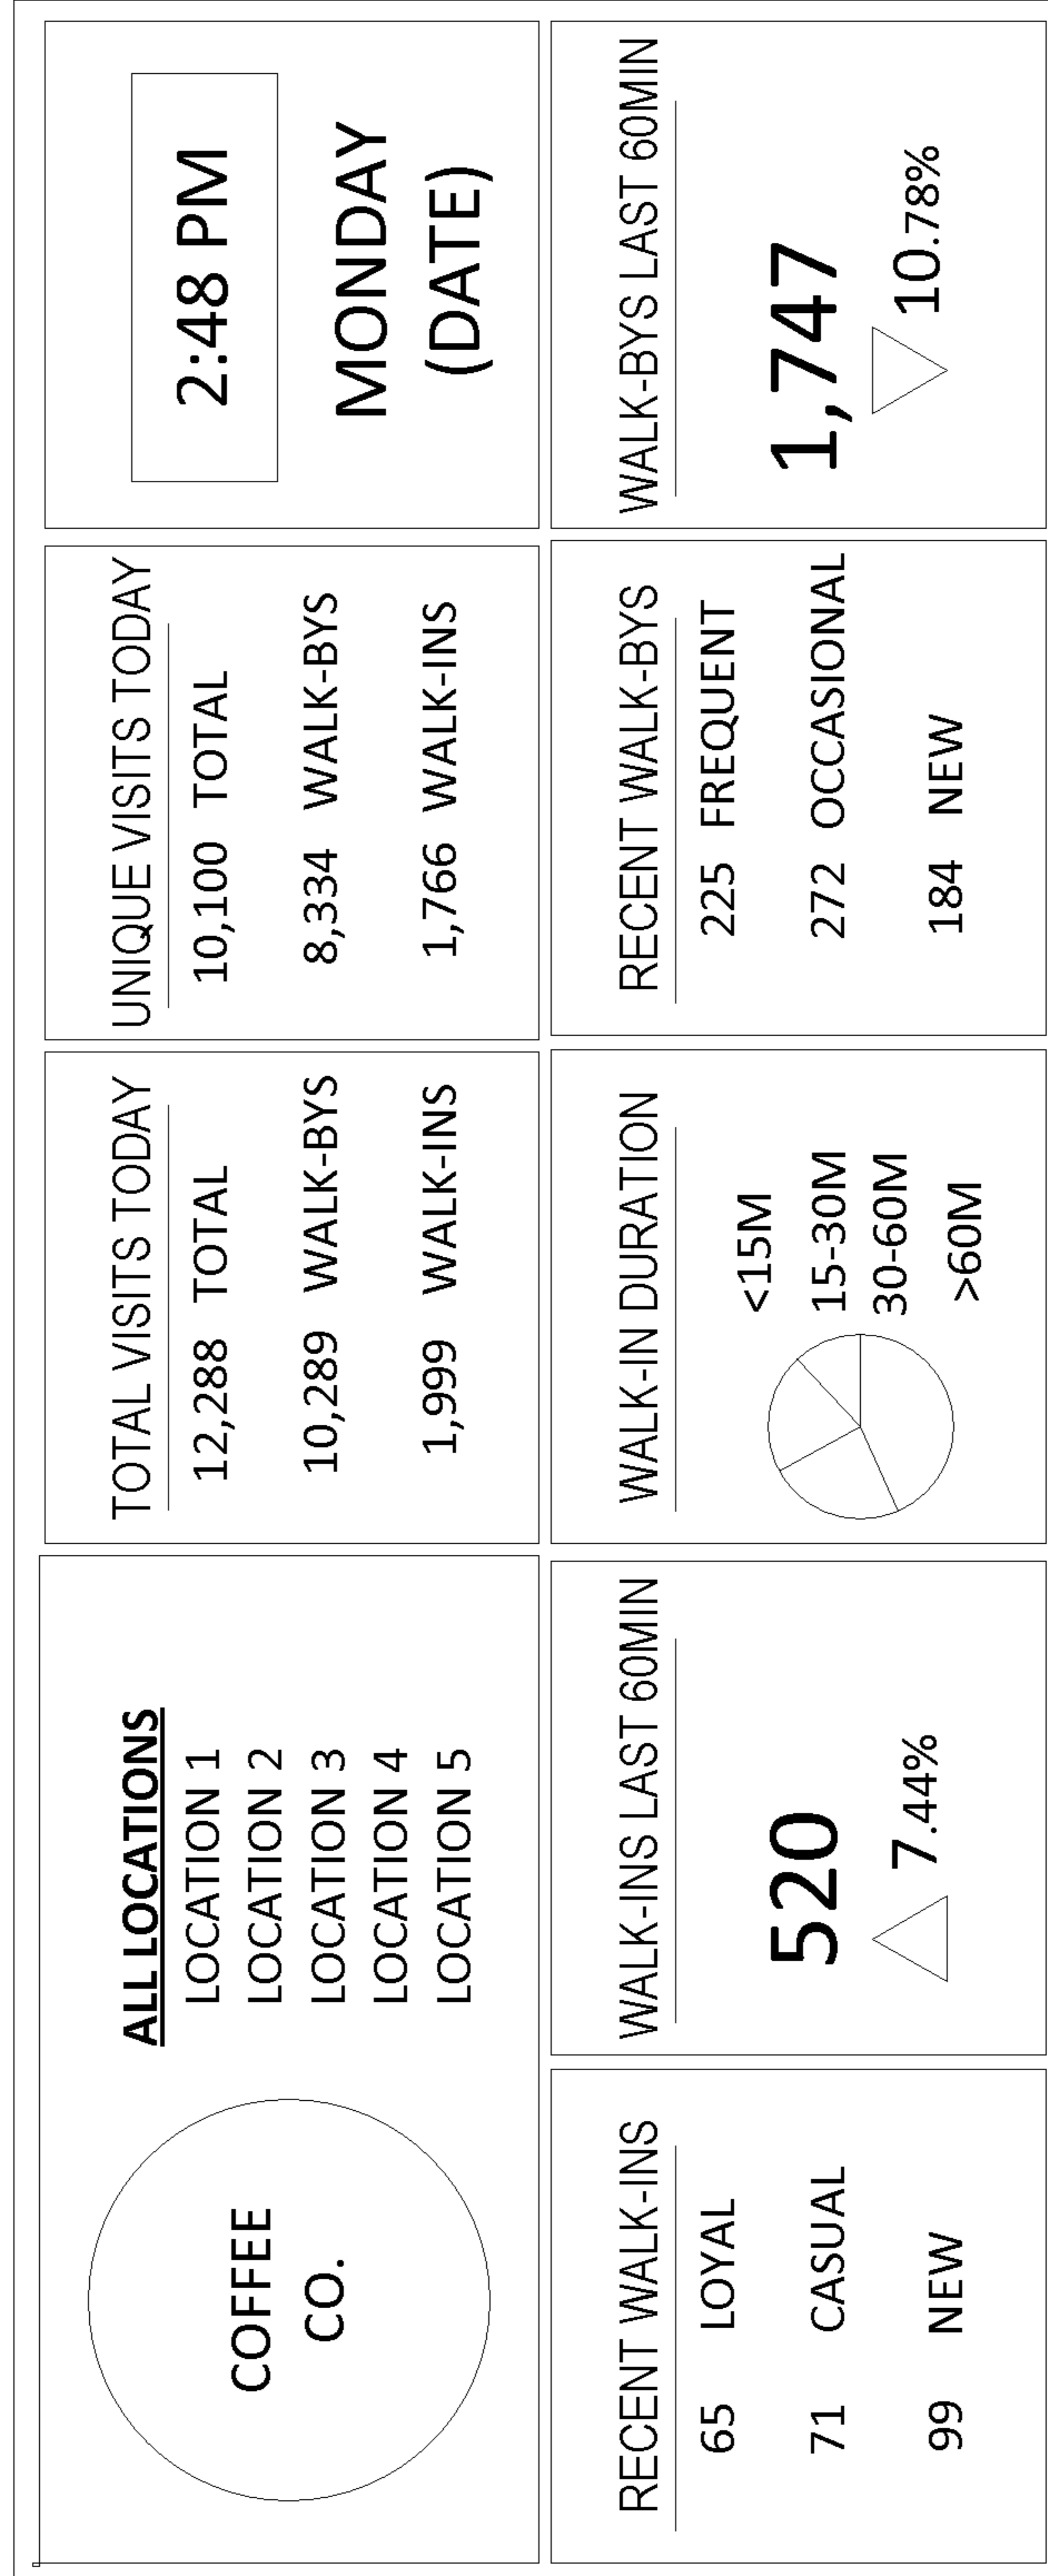 COFFEE
CO.
ALL LOCATIONS
LOCATION 1
LOCATION 2
LOCATION 3
LOCATION 4
LOCATION 5
TOTAL VISITS TODAY
12,288 TOTAL
10,289 WALK-BYS
1,999 WALK-INS
UNIQUE VISITS TODAY
10,100 TOTAL
8,334 WALK-BYS
1,766 WALK-INS
2:48 PM
MONDAY
(DATE)
RECENT WALK-INS
65 LOYAL
71 CASUAL
99 NEW
WALK-INS LAST 60MIN
520
7.44%
WALK-IN DURATION
<15M
15-30M
30-60M
>60M
RECENT WALK-BYS
225 FREQUENT
272 OCCASIONAL
184 NEW
WALK-BYS LAST 60MIN
1,747
10.78%